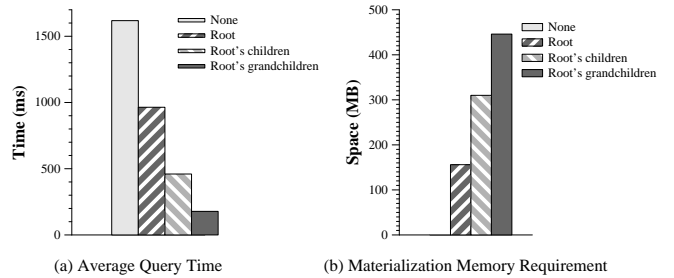 None
Root
Root's children
Root's grandchildren
1500
1000
500
0
Time (ms)
(a) Average Query Time
None
Root
Root's children
Root's grandchildren
500
400
300
200
100
0
Space (MB)
(b) Materialization Memory Requirement